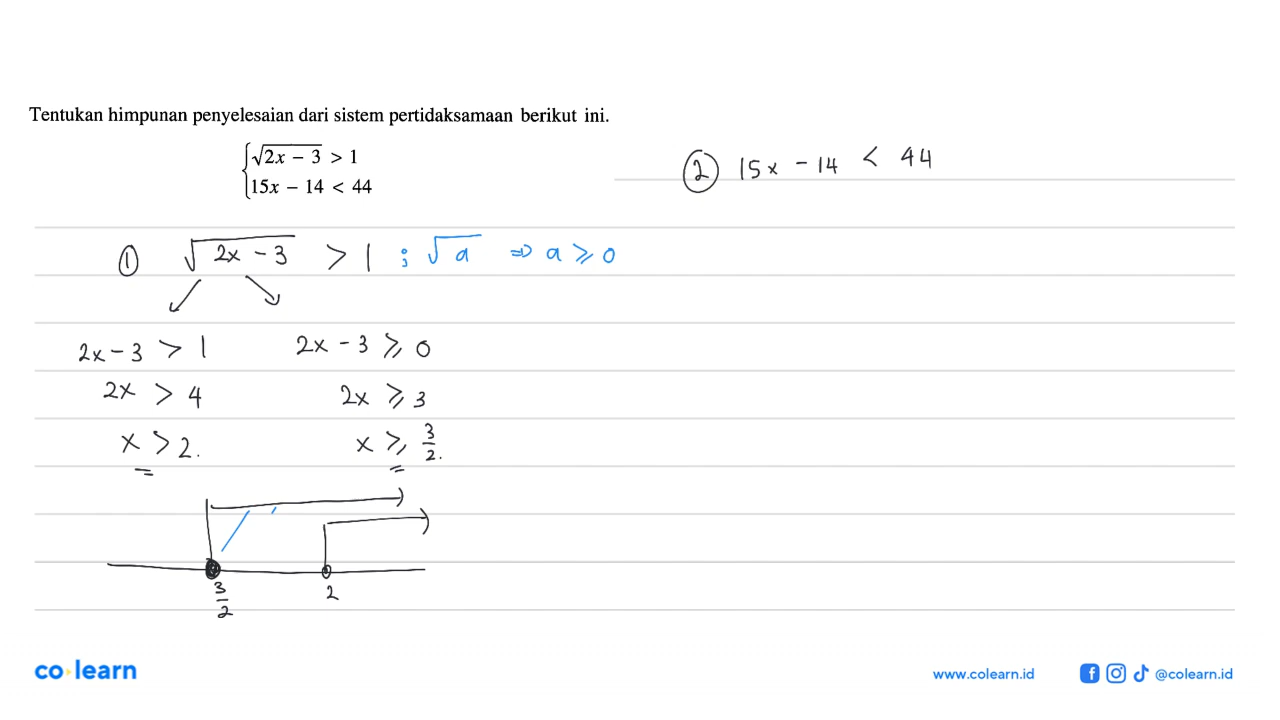 Tentukan himpunan penyelesaian dari sistem pertidaksamaan berikut ini.
{√(2x − 3) > 1
15x − 14 < 44
② 15x - 14 < 44
① √(2x - 3) > 1 ; √a ⇒ a ⩾ 0
2x - 3 > 1 2x - 3 ⩾ 0
2x > 4 2x ⩾ 3
x > 2. x ⩾ 3/2.
3/2 2
co learn
www.colearn.id @colearn.id